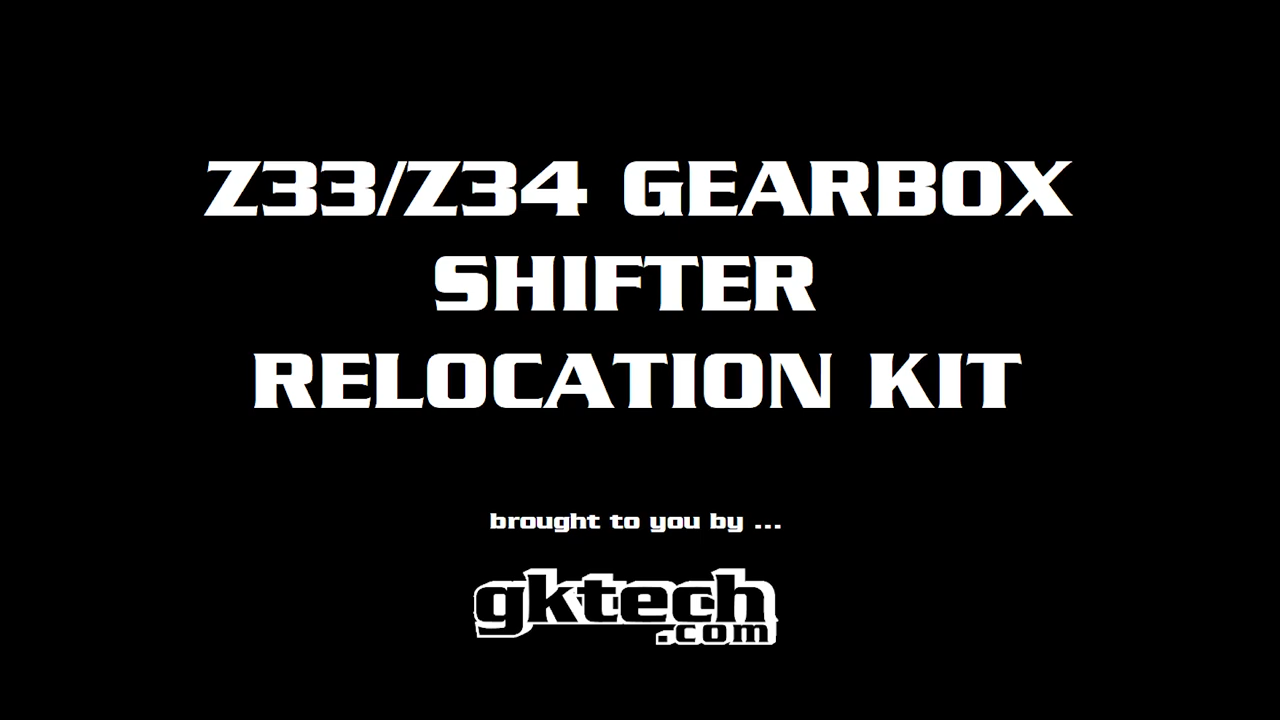 Z33/Z34 GEARBOX
SHIFTER
RELOCATION KIT
brought to you by ...
gktech
.com